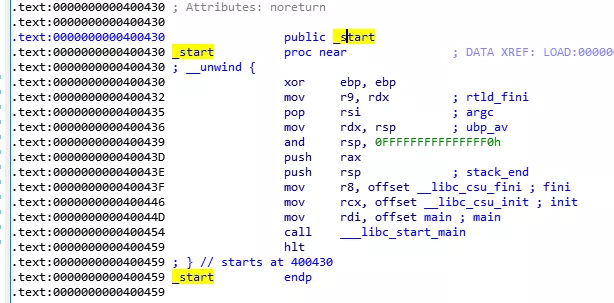 .text:0000000000400430 ; Attributes: noreturn
.text:0000000000400430
.text:0000000000400430 public _start
.text:0000000000400430 _start proc near ; DATA XREF: LOAD:00000
.text:0000000000400430 ; __unwind {
.text:0000000000400430 xor ebp, ebp
.text:0000000000400432 mov r9, rdx ; rtld_fini
.text:0000000000400435 pop rsi ; argc
.text:0000000000400436 mov rdx, rsp ; ubp_av
.text:0000000000400439 and rsp, 0FFFFFFFFFFFFFFF0h
.text:000000000040043D push rax
.text:000000000040043E push rsp ; stack_end
.text:000000000040043F mov r8, offset __libc_csu_fini ; fini
.text:0000000000400446 mov rcx, offset __libc_csu_init ; init
.text:000000000040044D mov rdi, offset main ; main
.text:0000000000400454 call ___libc_start_main
.text:0000000000400459 hlt
.text:0000000000400459 ; } // starts at 400430
.text:0000000000400459 _start endp
.text:0000000000400459